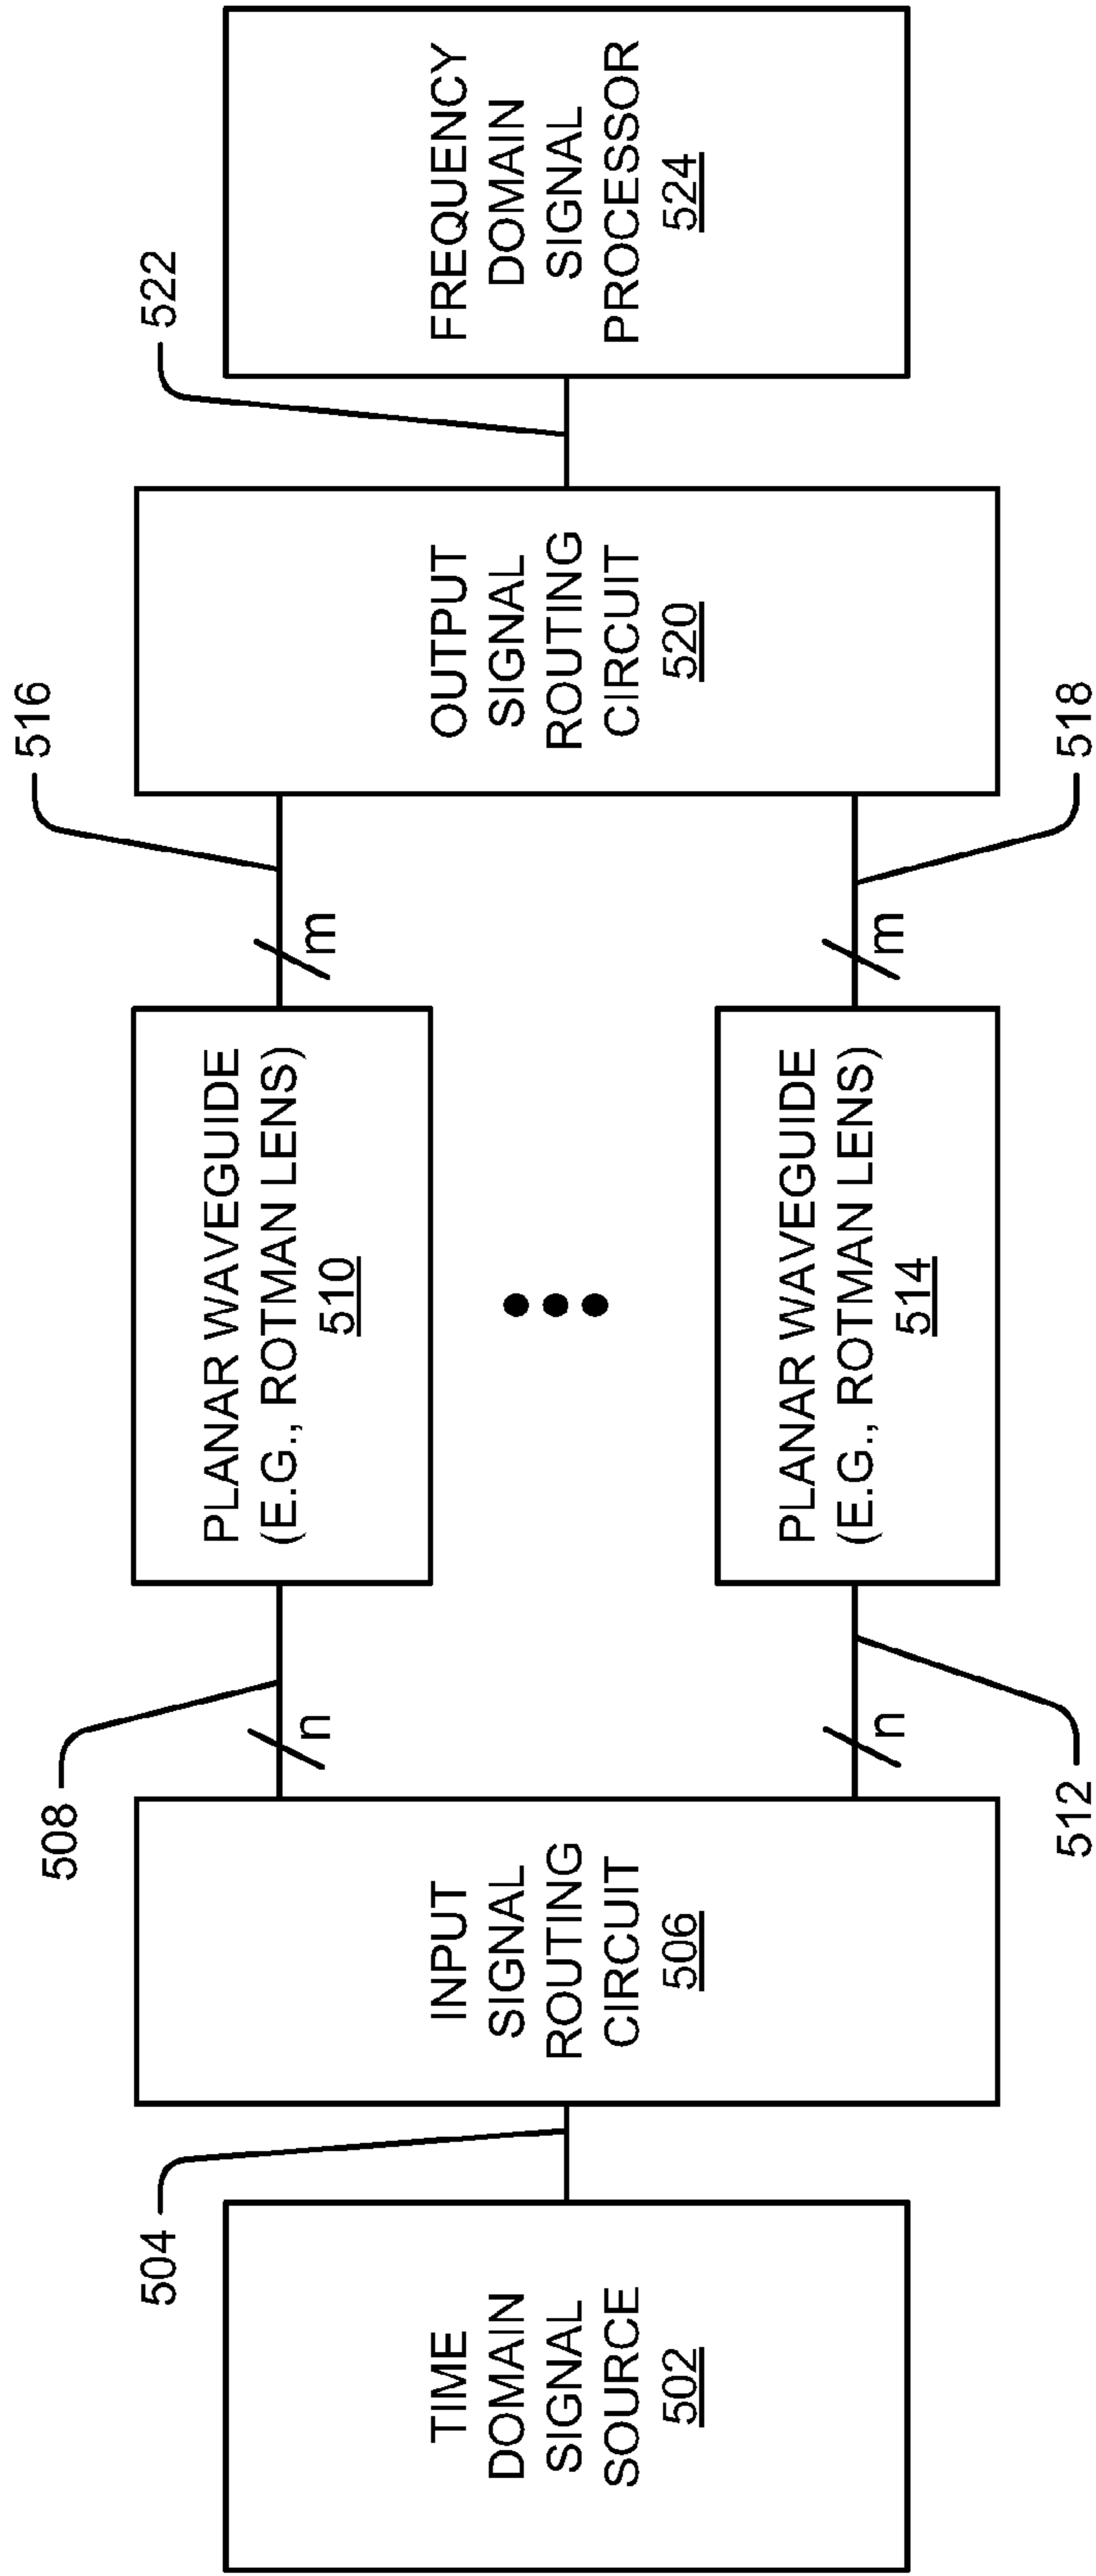 504
TIME
DOMAIN
SIGNAL
SOURCE
502
INPUT
SIGNAL
ROUTING
CIRCUIT
506
508
n
n
512
PLANAR WAVEGUIDE
(E.G., ROTMAN LENS)
510
PLANAR WAVEGUIDE
(E.G., ROTMAN LENS)
514
516
m
m
518
OUTPUT
SIGNAL
ROUTING
CIRCUIT
520
522
FREQUENCY
DOMAIN
SIGNAL
PROCESSOR
524